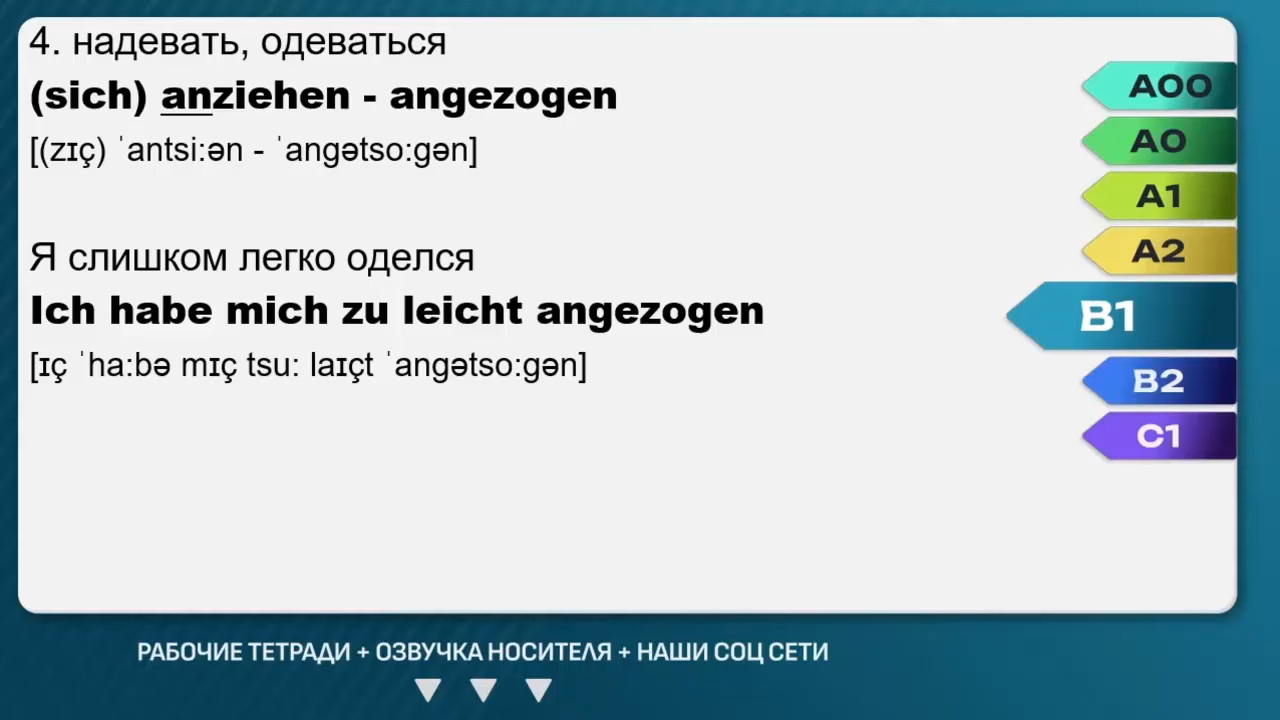 4. надевать, одеваться
(sich) anziehen - angezogen
[(zɪç) ˈantsi:ən - ˈangətso:gən]
Я слишком легко оделся
Ich habe mich zu leicht angezogen
[ɪç ˈha:bə mɪç tsu: laɪçt ˈangətso:gən]
A00
A0
A1
A2
B1
B2
C1
РАБОЧИЕ ТЕТРАДИ + ОЗВУЧКА НОСИТЕЛЯ + НАШИ СОЦ СЕТИ